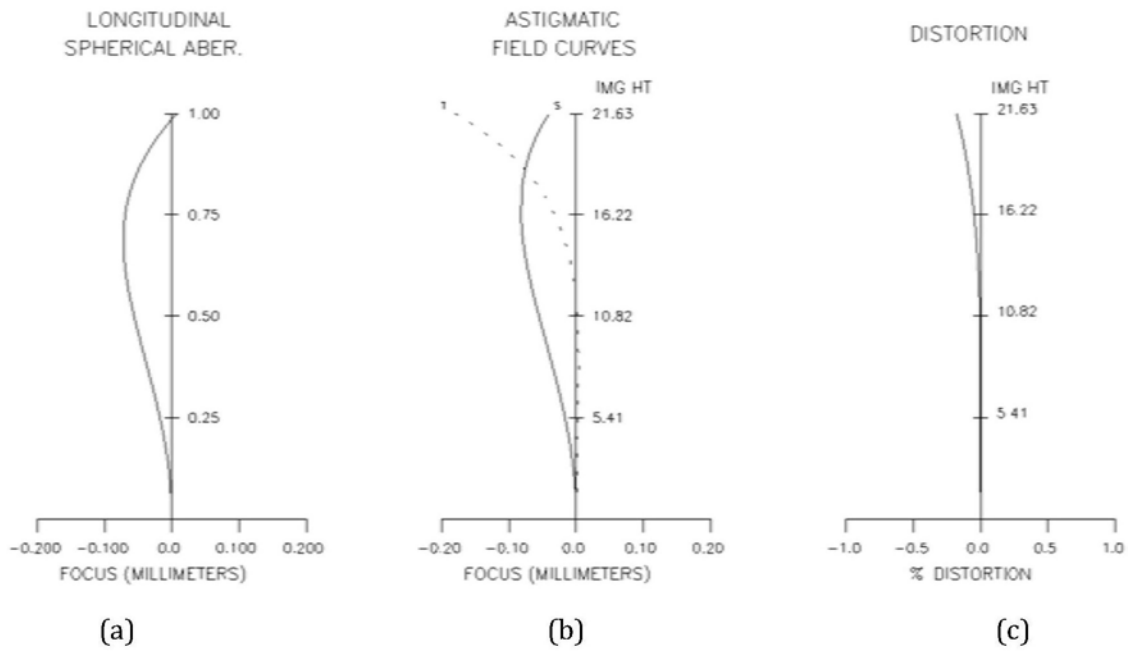 LONGITUDINAL
SPHERICAL ABER.
1.00
0.75
0.50
0.25
-0.200 -0.100 0.0 0.100 0.200
FOCUS (MILLIMETERS)
(a)
ASTIGMATIC
FIELD CURVES
IMG HT
T S 21.63
16.22
10.82
5.41
-0.20 -0.10 0.0 0.10 0.20
FOCUS (MILLIMETERS)
(b)
DISTORTION
IMG HT
21.63
16.22
10.82
5.41
-1.0 -0.5 0.0 0.5 1.0
% DISTORTION
(c)